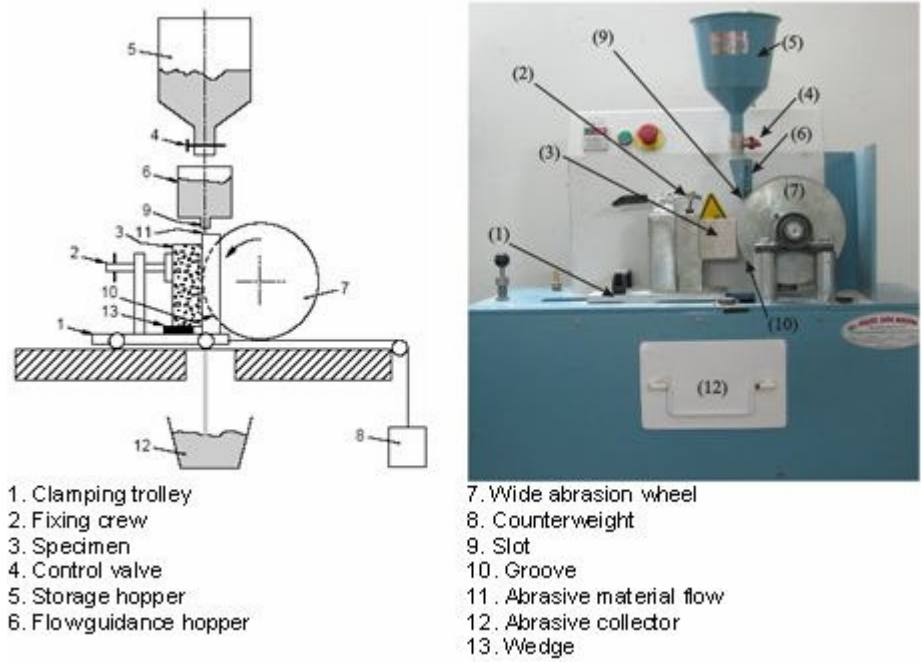 5
4
6
9
11
3
2
10
13
1
7
12
8
(9)
(5)
(2)
(4)
(3)
(6)
(7)
(1)
(10)
(12)
1. Clamping trolley
2. Fixing crew
3. Specimen
4. Control valve
5. Storage hopper
6. Flowguidance hopper
7. Wide abrasion wheel
8. Counterweight
9. Slot
10. Groove
11. Abrasive material flow
12. Abrasive collector
13. Wedge